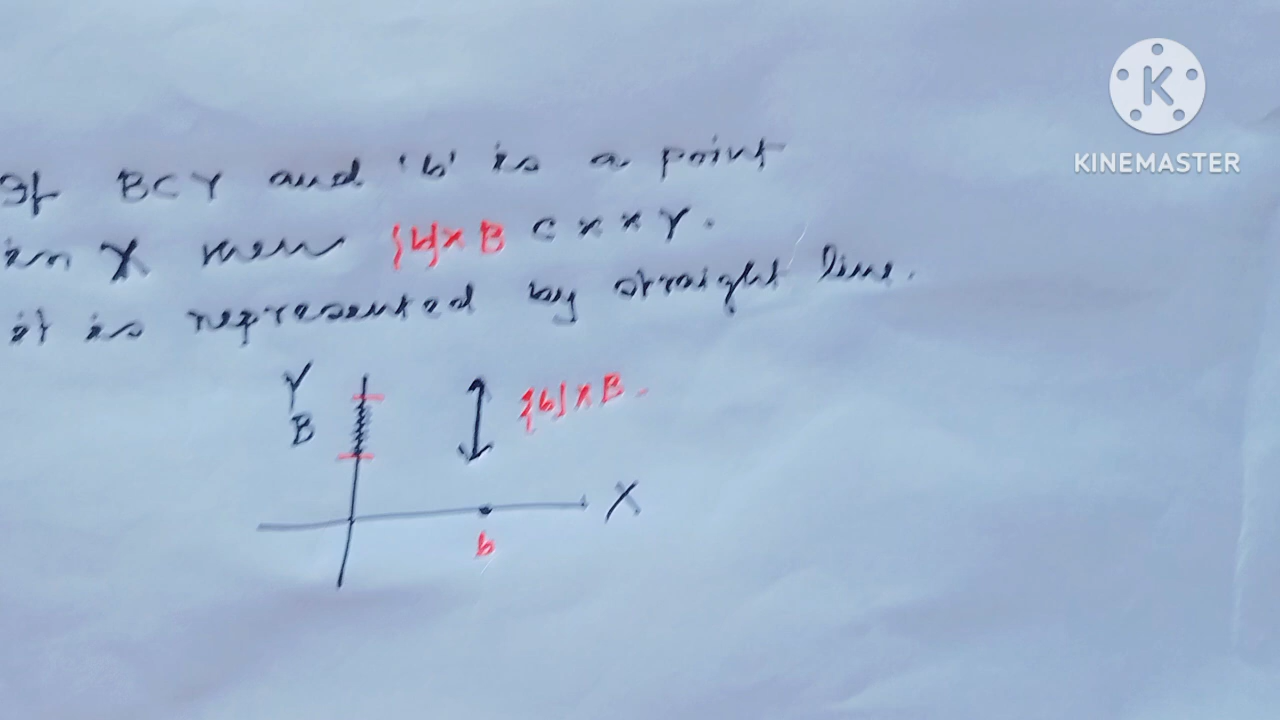 If B⊂Y and 'b' is a point
in X then {b}×B ⊂ X×Y.
it is represented by straight line.
Y
B
{b}×B
X
b
K
KINEMASTER